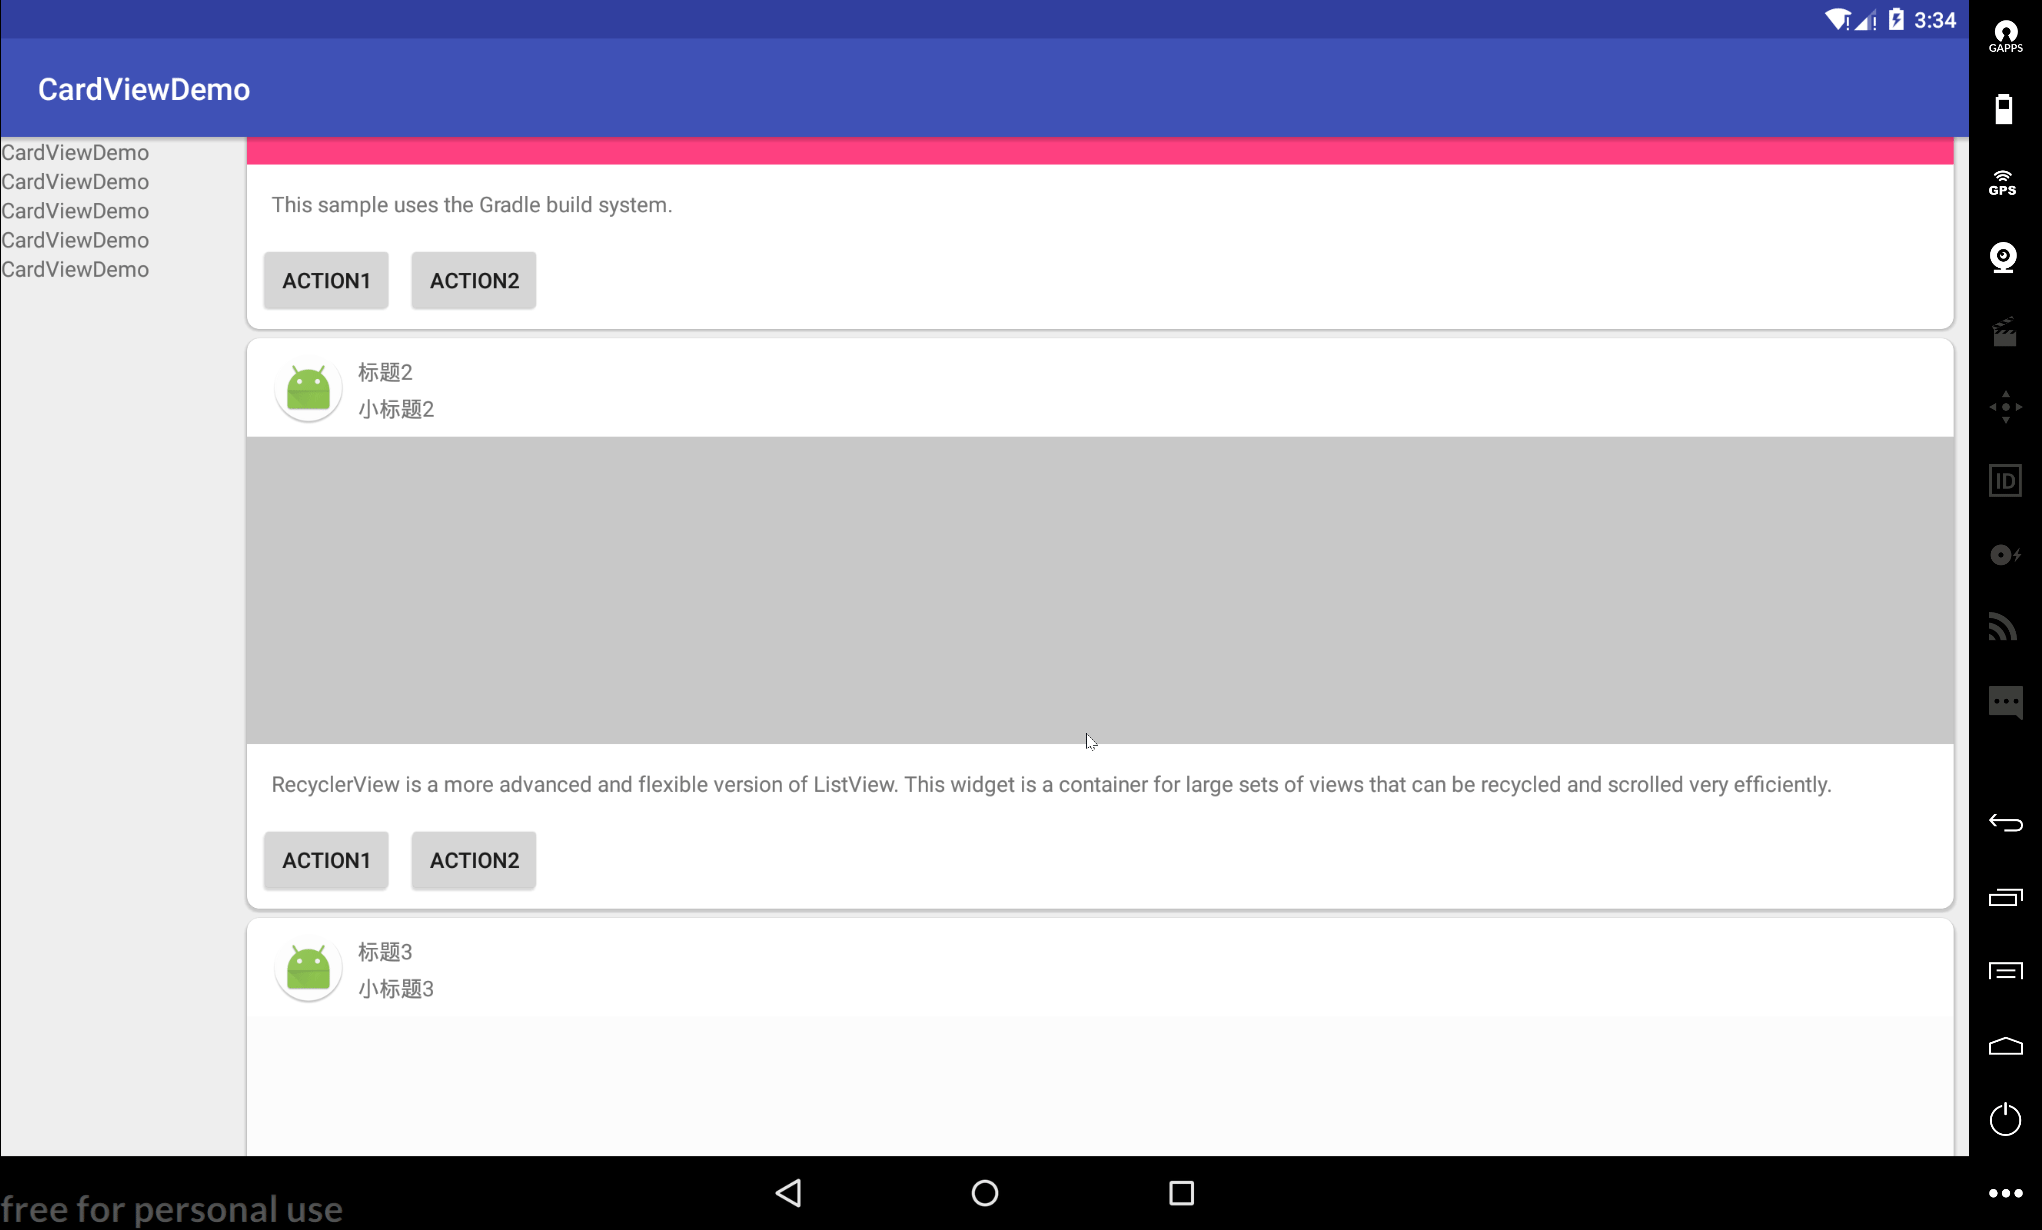 3:34
GAPPS
CardViewDemo
CardViewDemo
CardViewDemo
CardViewDemo
CardViewDemo
CardViewDemo
This sample uses the Gradle build system.
ACTION1 ACTION2
GPS
标题2
小标题2
ID
RecyclerView is a more advanced and flexible version of ListView. This widget is a container for large sets of views that can be recycled and scrolled very efficiently.
ACTION1 ACTION2
标题3
小标题3
free for personal use